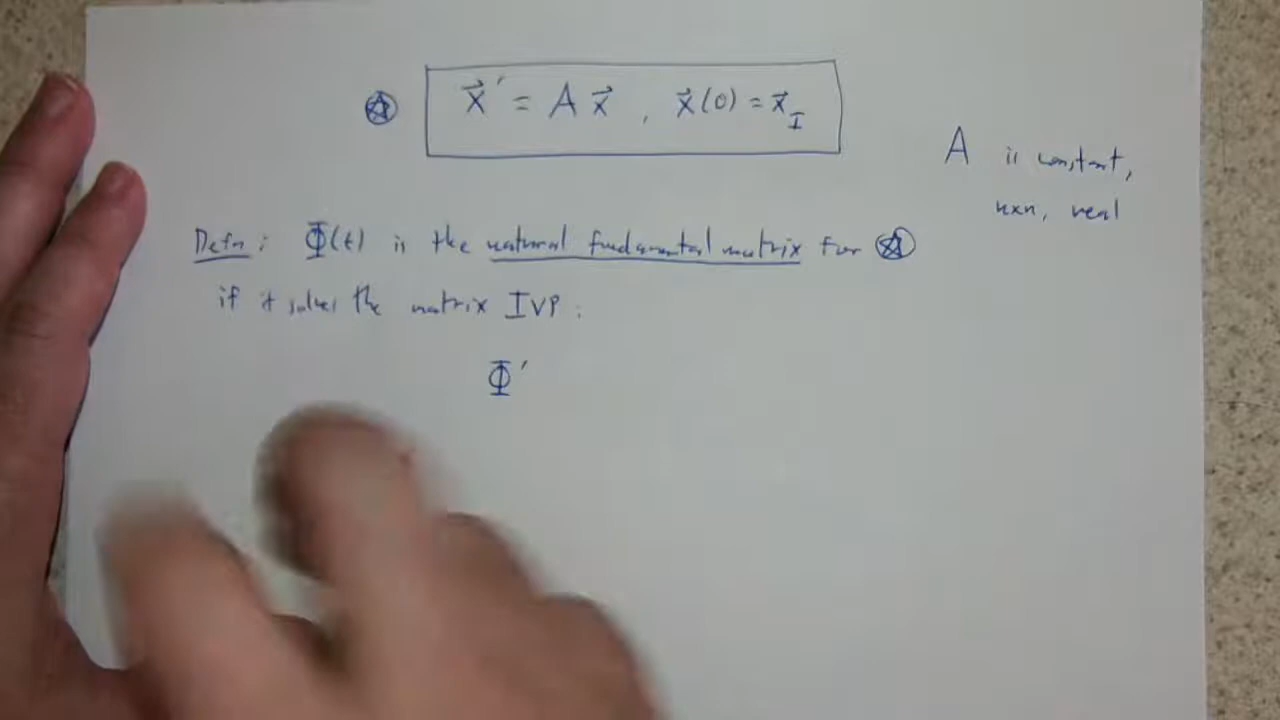 x⃗′ = A x⃗ , x⃗(0) = x⃗_I
A is constant,
nxn, real
Defn: Φ(t) is the natural fundamental matrix for ☆
if it solves the matrix IVP:
Φ′